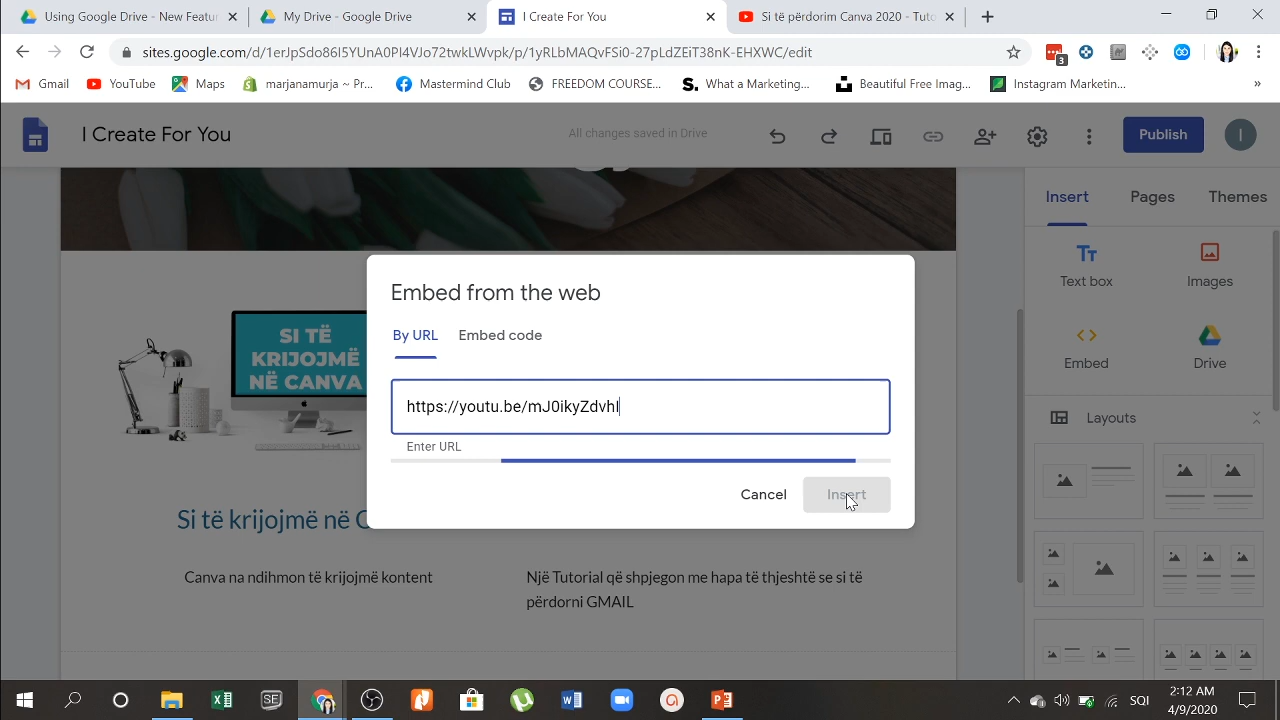 ing Google Drive - New Featur
My Drive - Google Drive
I Create For You
Si të përdorim Canva 2020 - Tuto
sites.google.com/d/1erJpSdo86I5YUnA0Pl4VJo72twkLWvpk/p/1yRLbMAQvFSi0-27pLdZEiT38nK-EHXWC/edit
3
Gmail
YouTube
Maps
marjanamurja ~ Pr...
Mastermind Club
FREEDOM COURSE...
What a Marketing...
Beautiful Free Imag...
Instagram Marketin...
»
I Create For You
All changes saved in Drive
Publish
I
Insert
Pages
Themes
Text box
Images
Embed
Drive
Layouts
SI TË
KRIJOJMË
NË CANVA
Embed from the web
By URL
Embed code
https://youtu.be/mJ0ikyZdvhI
Enter URL
Cancel
Insert
Si të krijojmë në C
Canva na ndihmon të krijojmë kontent
Një Tutorial që shpjegon me hapa të thjeshtë se si të
përdorni GMAIL
SQI
2:12 AM
4/9/2020